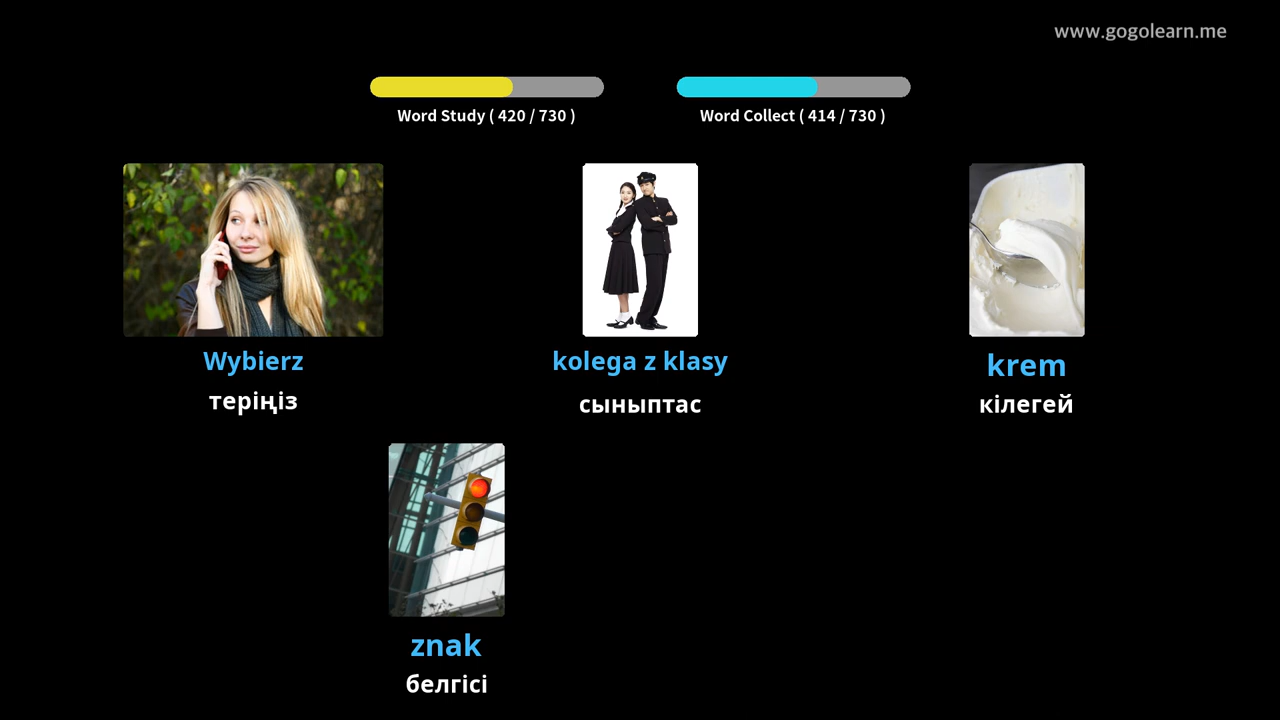 www.gogolearn.me
Word Study ( 420 / 730 )
Word Collect ( 414 / 730 )
Wybierz
теріңіз
kolega z klasy
сыныптас
krem
кілегей
znak
белгісі